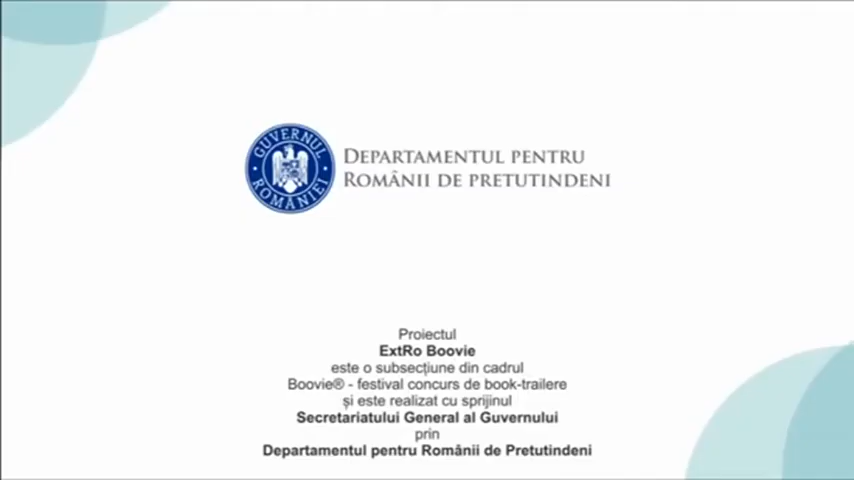 GUVERNUL ROMÂNIEI
DEPARTAMENTUL PENTRU
ROMÂNII DE PRETUTINDENI
Proiectul
ExtRo Boovie
este o subsecțiune din cadrul
Boovie® - festival concurs de book-trailere
și este realizat cu sprijinul
Secretariatului General al Guvernului
prin
Departamentul pentru Românii de Pretutindeni